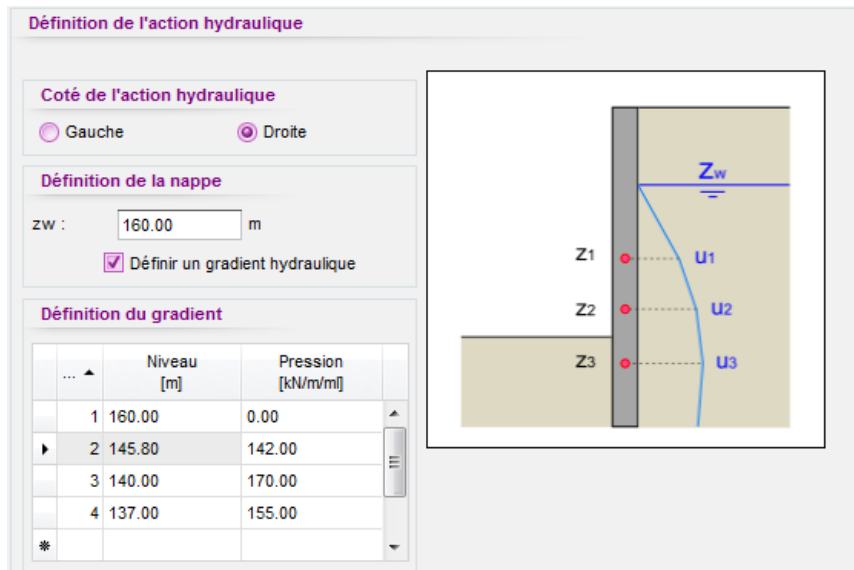 Définition de l'action hydraulique
Coté de l'action hydraulique
Gauche
Droite
Définition de la nappe
zw :
160.00
m
Définir un gradient hydraulique
Définition du gradient
... Niveau [m] Pression [kN/m/ml]
1 160.00 0.00
2 145.80 142.00
3 140.00 170.00
4 137.00 155.00
Zw
z1 u1
z2 u2
z3 u3